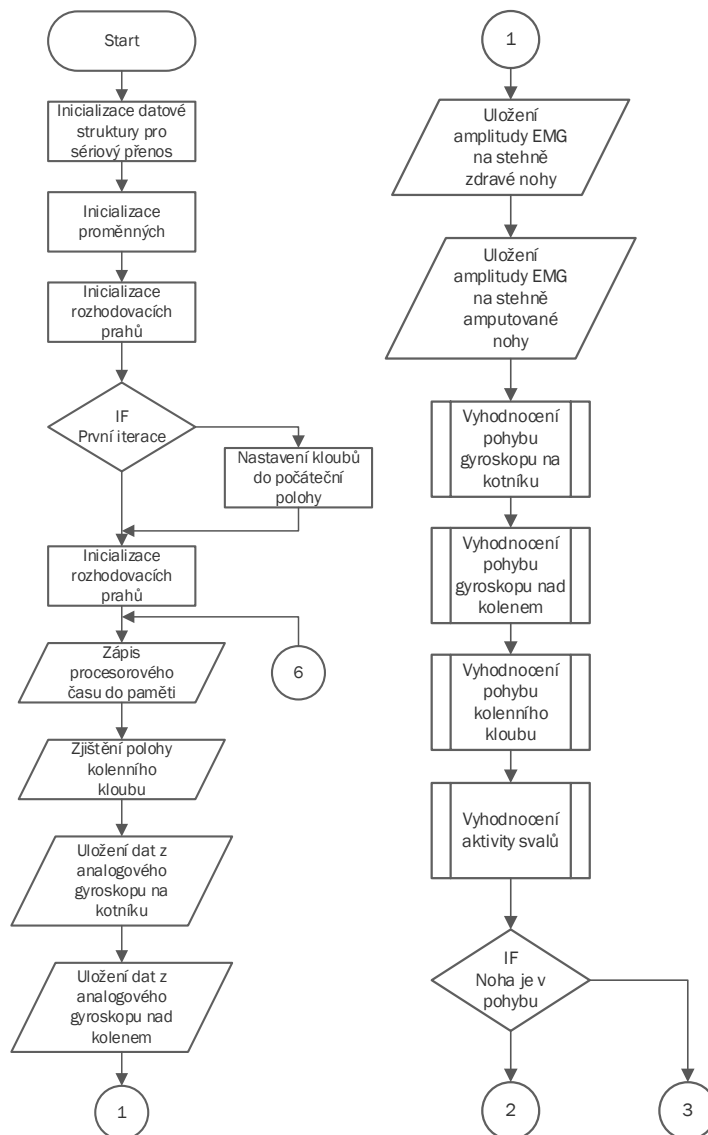 Start
Inicializace datové
struktury pro
sériový přenos
Inicializace
proměnných
Inicializace
rozhodovacích
prahů
IF
První iterace
Nastavení kloubů
do počáteční
polohy
Inicializace
rozhodovacích
prahů
6
Zápis
procesorového
času do paměti
Zjištění polohy
kolenního
kloubu
Uložení dat z
analogového
gyroskopu na
kotníku
Uložení dat z
analogového
gyroskopu nad
kolenem
1
1
Uložení
amplitudy EMG
na stehně
zdravé nohy
Uložení
amplitudy EMG
na stehně
amputované
nohy
Vyhodnocení
pohybu
gyroskopu na
kotníku
Vyhodnocení
pohybu
gyroskopu nad
kolenem
Vyhodnocení
pohybu
kolenního
kloubu
Vyhodnocení
aktivity svalů
IF
Noha je v
pohybu
2
3